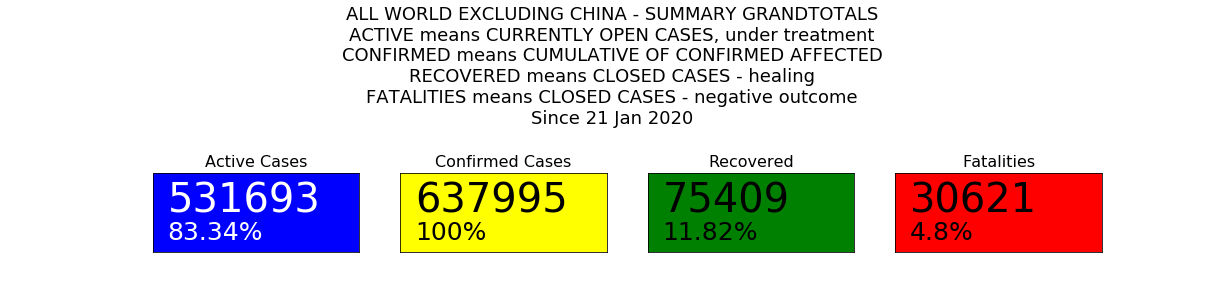 ALL WORLD EXCLUDING CHINA - SUMMARY GRANDTOTALS
ACTIVE means CURRENTLY OPEN CASES, under treatment
CONFIRMED means CUMULATIVE OF CONFIRMED AFFECTED
RECOVERED means CLOSED CASES - healing
FATALITIES means CLOSED CASES - negative outcome
Since 21 Jan 2020
Active Cases
531693
83.34%
Confirmed Cases
637995
100%
Recovered
75409
11.82%
Fatalities
30621
4.8%